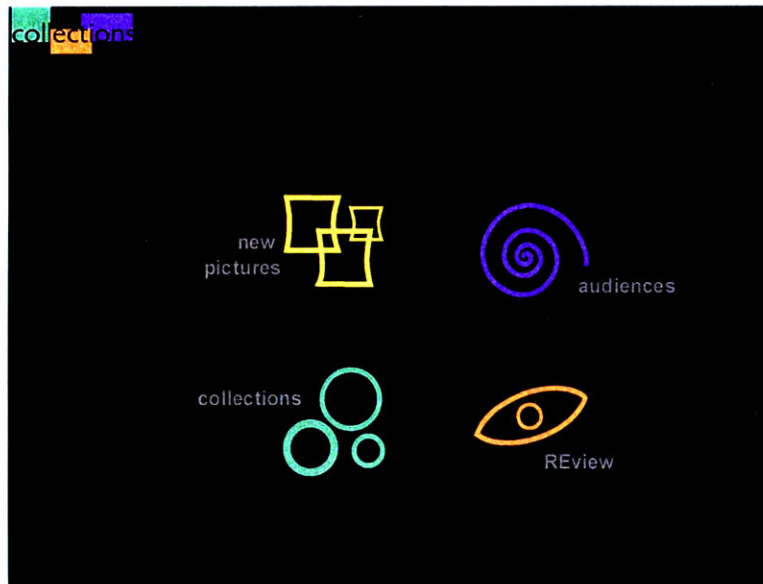 collections
new
pictures
audiences
collections
REview